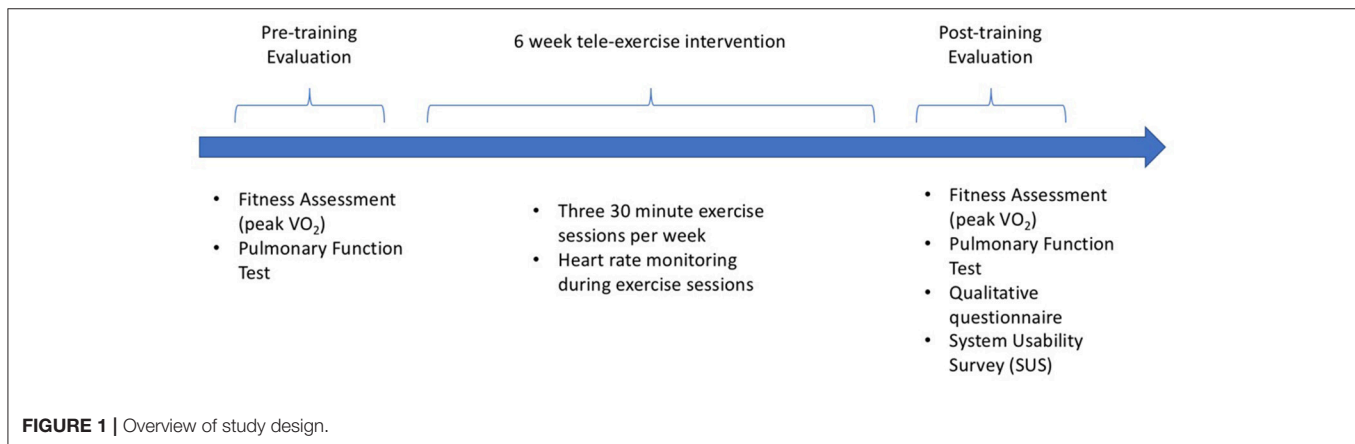 Pre-training
Evaluation
6 week tele-exercise intervention
Post-training
Evaluation
• Fitness Assessment
(peak VO₂)
• Pulmonary Function
Test
• Three 30 minute exercise
sessions per week
• Heart rate monitoring
during exercise sessions
• Fitness Assessment
(peak VO₂)
• Pulmonary Function
Test
• Qualitative
questionnaire
• System Usability
Survey (SUS)
FIGURE 1 | Overview of study design.